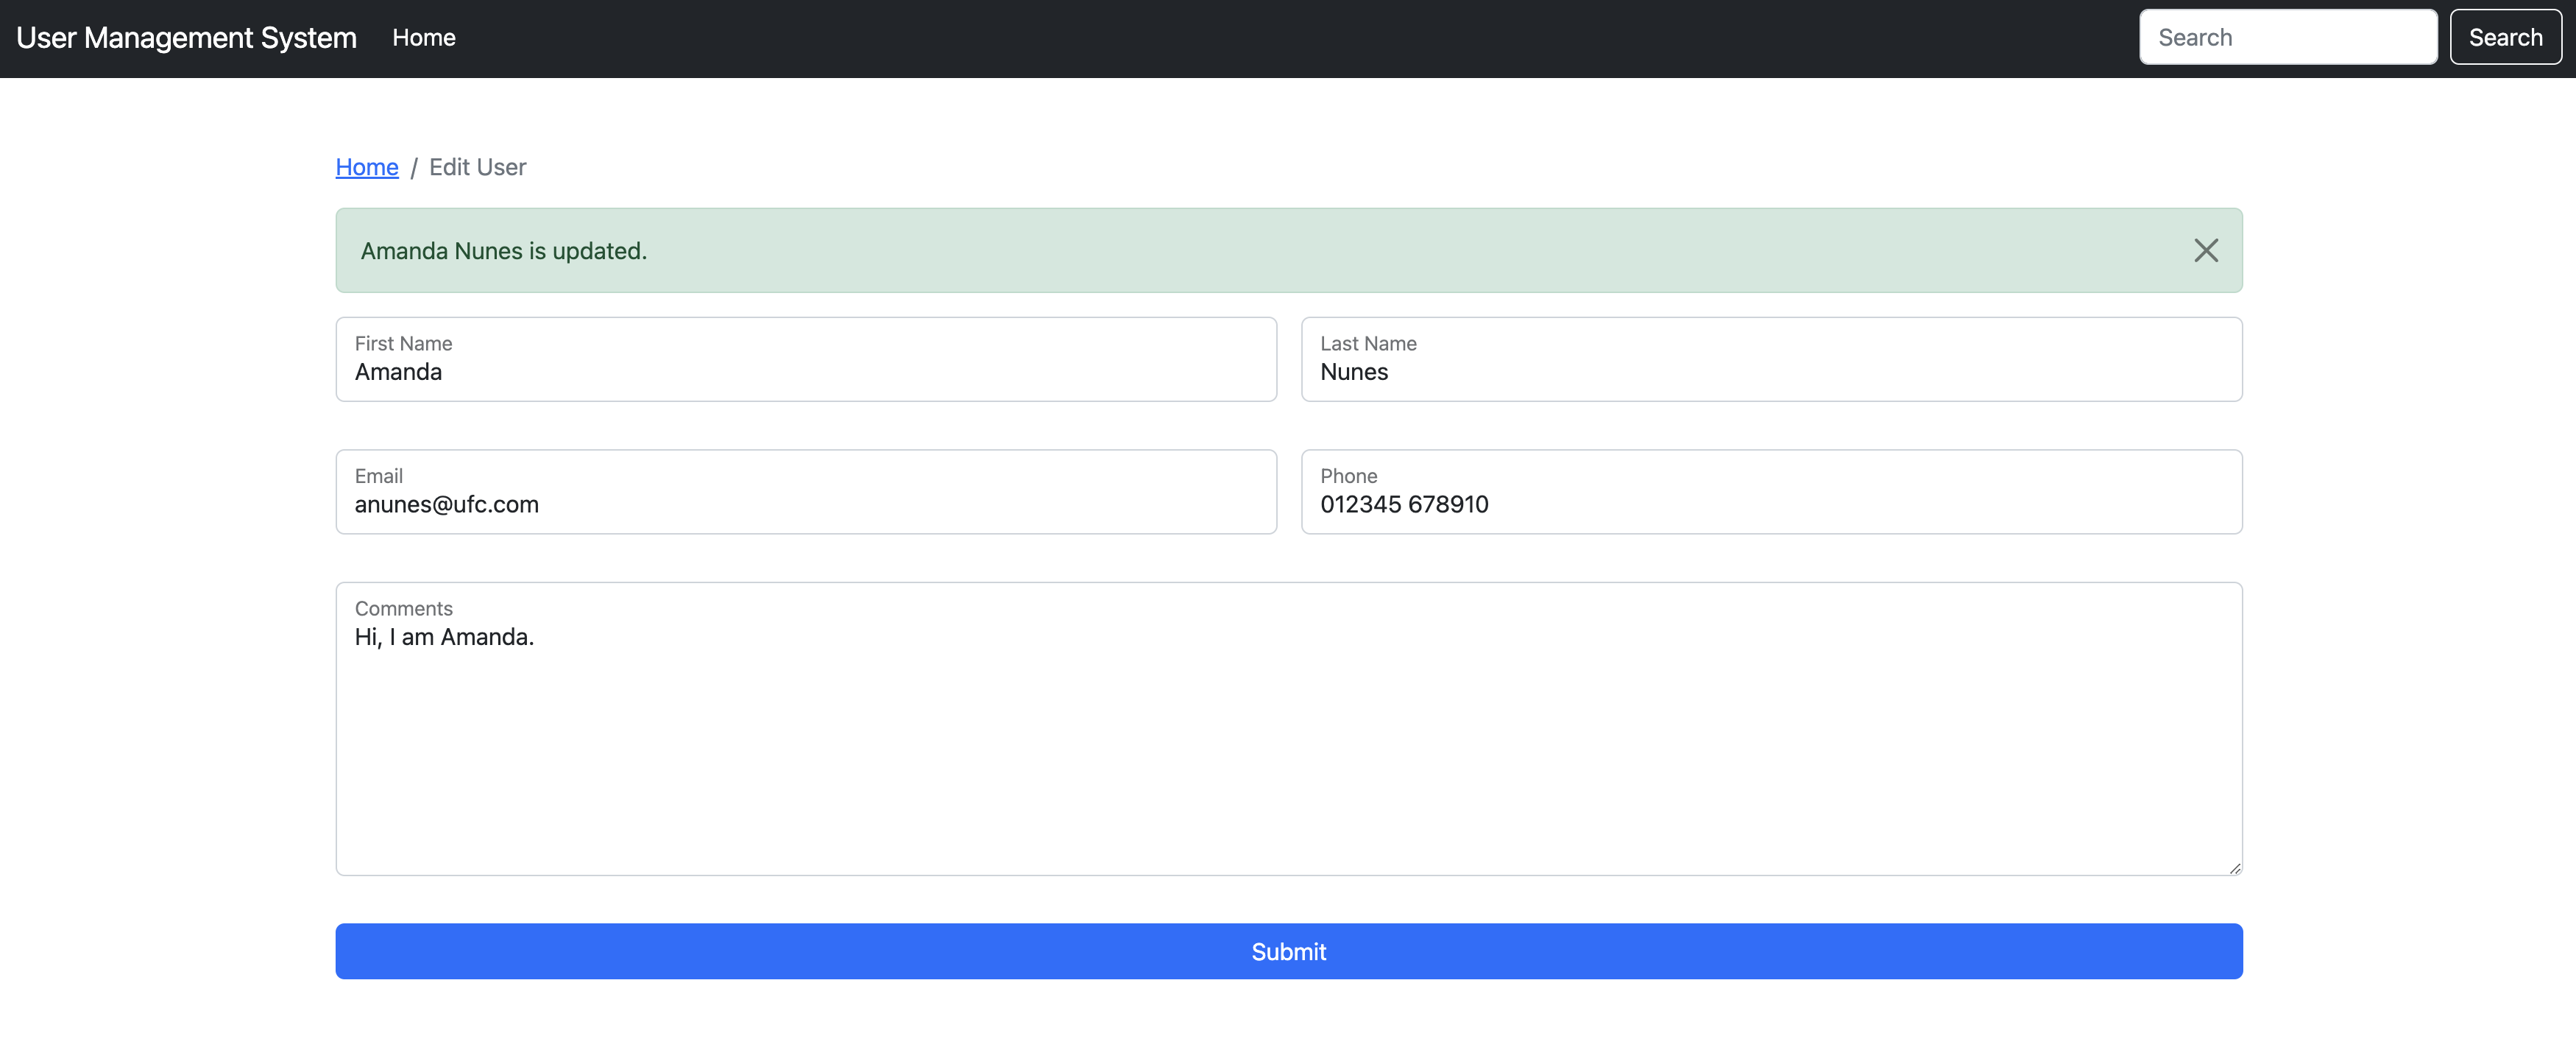 User Management System Home Search Search
Home / Edit User
Amanda Nunes is updated.
First Name
Amanda
Last Name
Nunes
Email
anunes@ufc.com
Phone
012345 678910
Comments
Hi, I am Amanda.
Submit